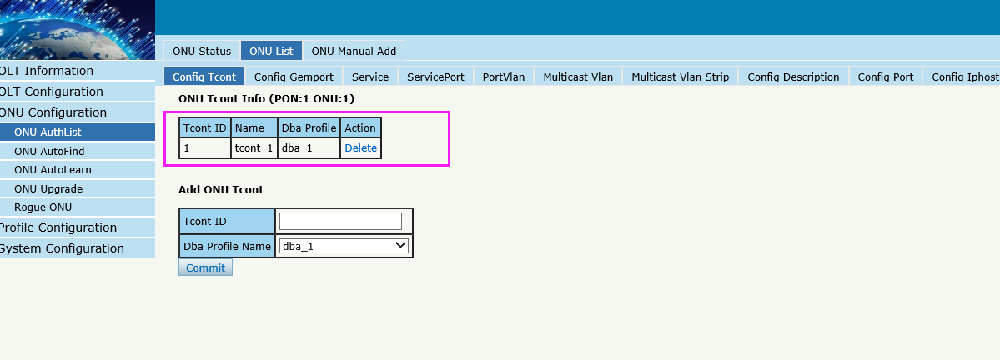 ONU Status ONU List ONU Manual Add
OLT Information
OLT Configuration
ONU Configuration
ONU AuthList
ONU AutoFind
ONU AutoLearn
ONU Upgrade
Rogue ONU
Profile Configuration
System Configuration
Config Tcont Config Gemport Service ServicePort PortVlan Multicast Vlan Multicast Vlan Strip Config Description Config Port Config Iphost
ONU Tcont Info (PON:1 ONU:1)
Tcont ID Name Dba Profile Action
1 tcont_1 dba_1 Delete
Add ONU Tcont
Tcont ID
Dba Profile Name dba_1
Commit